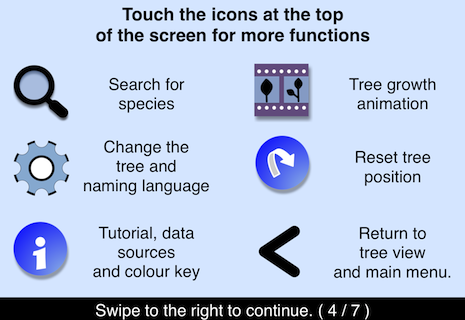 Touch the icons at the top
of the screen for more functions
Search for
species
Tree growth
animation
Change the
tree and
naming language
Reset tree
position
i
Tutorial, data
sources
and colour key
Return to
tree view
and main menu.
Swipe to the right to continue. ( 4 / 7 )